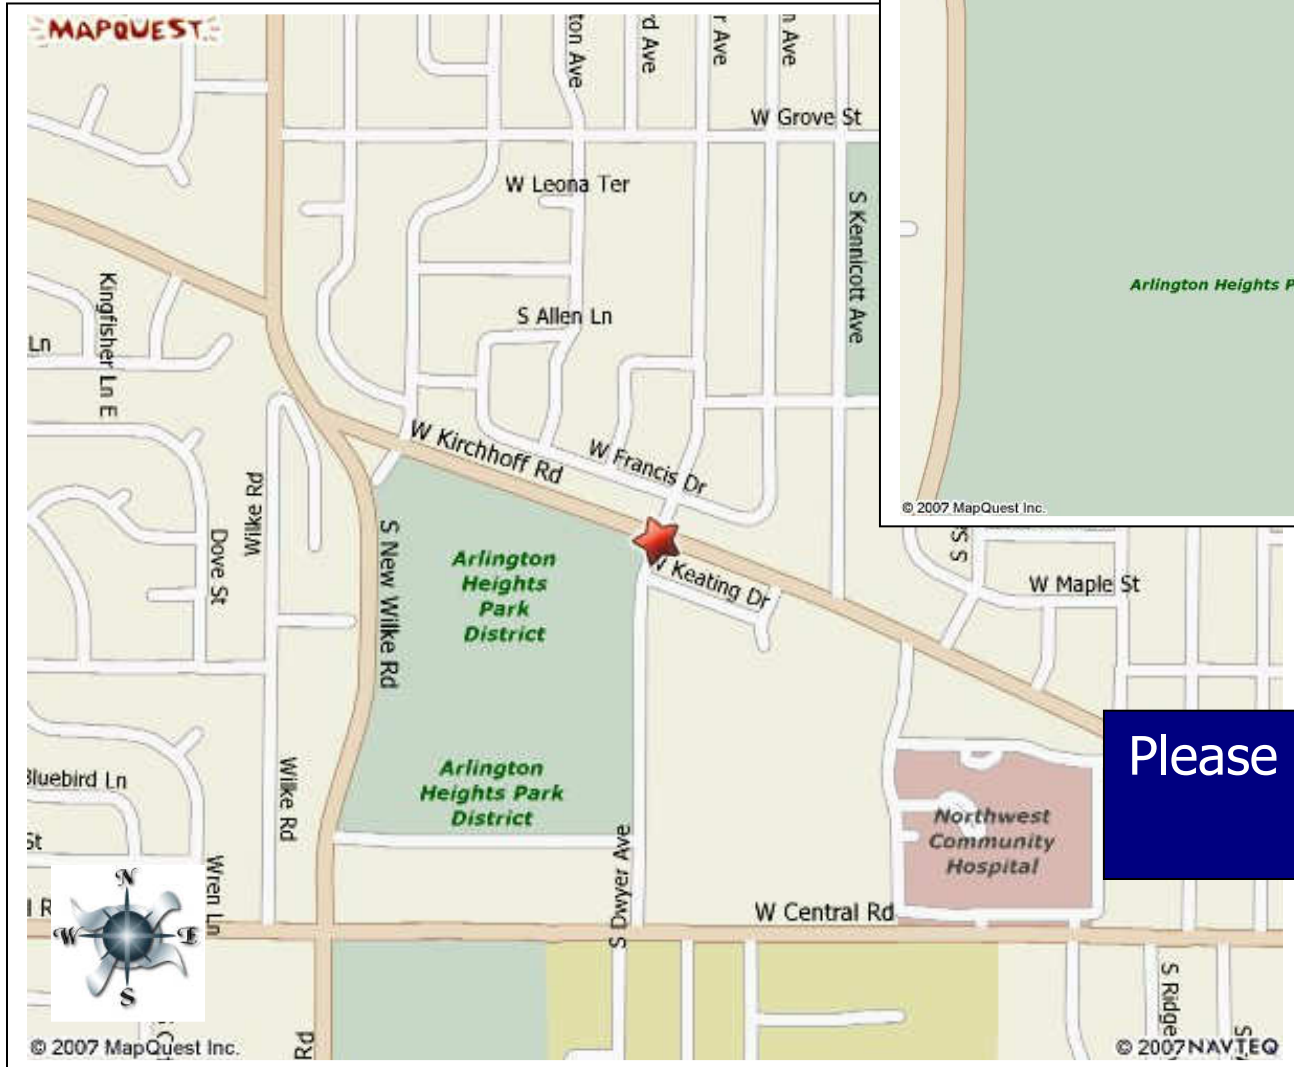 MAPQUEST
ton Ave
rd Ave
r Ave
n Ave
W Grove St
W Leona Ter
S Kennicott Ave
Arlington Heights P
Kingfisher Ln E
S Allen Ln
Ln
W Kirchhoff Rd
W Francis Dr
Wilke Rd
© 2007 MapQuest Inc.
Dove St
S New Wilke Rd
Arlington
Heights
Park
District
W Keating Dr
W Maple St
Please
Bluebird Ln
Wilke Rd
Arlington
Heights Park
District
Northwest
Community
Hospital
St
Wren Ln
S Dwyer Ave
W Central Rd
N
W E
S
S Ridge
Rd
© 2007 MapQuest Inc.
© 2007 NAVTEQ